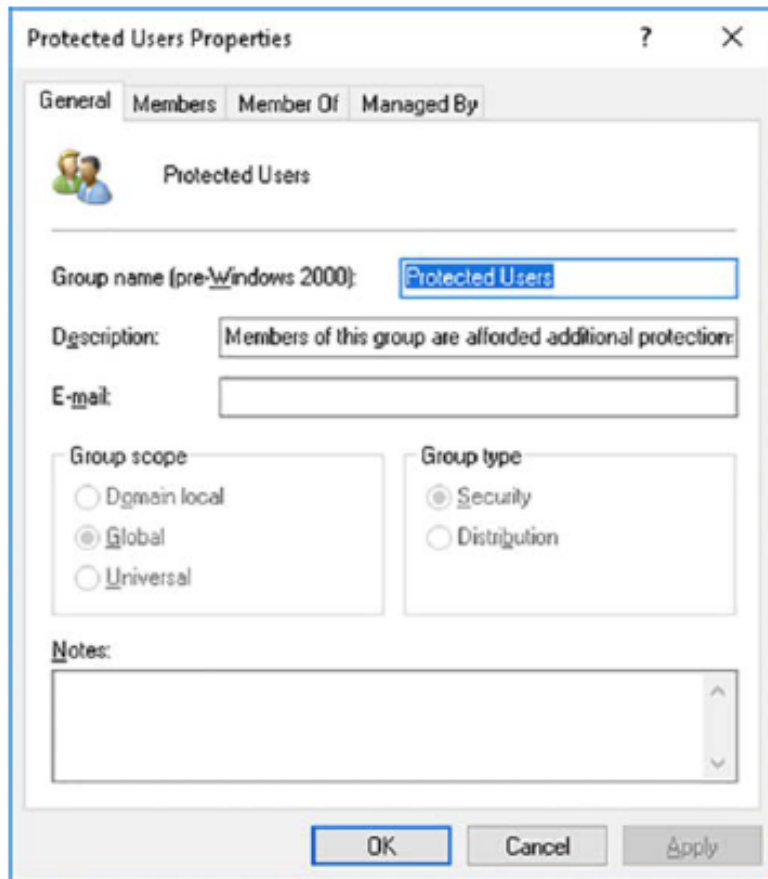 Protected Users Properties ? ×
General Members Member Of Managed By
Protected Users
Group name (pre-Windows 2000): Protected Users
Description: Members of this group are afforded additional protection
E-mail:
Group scope Group type
Domain local Security
Global Distribution
Universal
Notes:
OK Cancel Apply